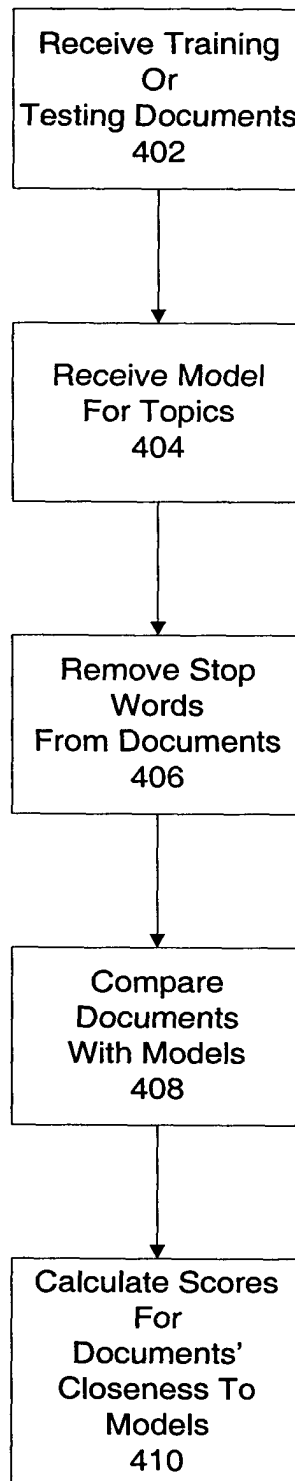 Receive Training
Or
Testing Documents
402
Receive Model
For Topics
404
Remove Stop
Words
From Documents
406
Compare
Documents
With Models
408
Calculate Scores
For
Documents’
Closeness To
Models
410